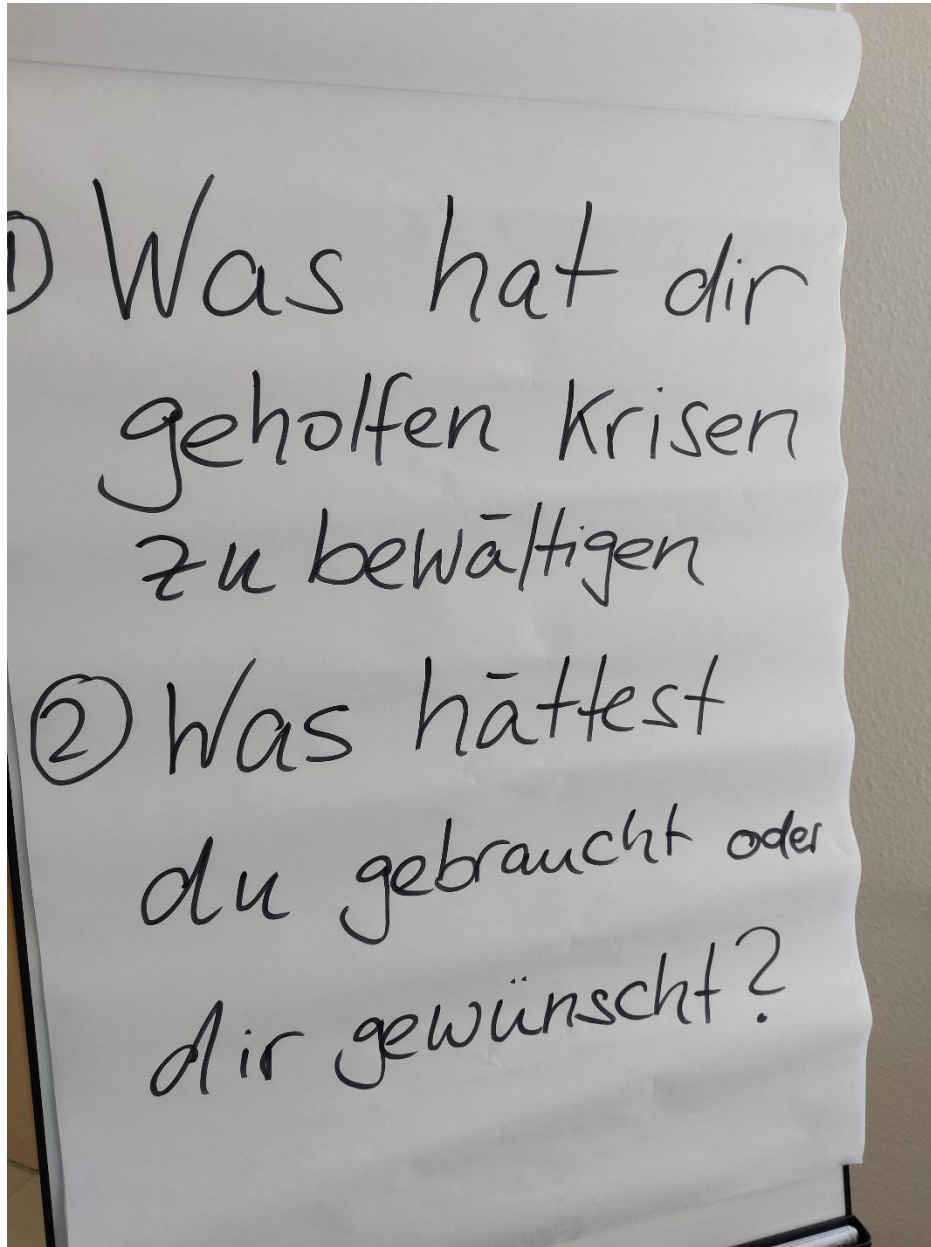 ① Was hat dir
geholfen Krisen
zu bewältigen
② Was hättest
du gebraucht oder
dir gewünscht?